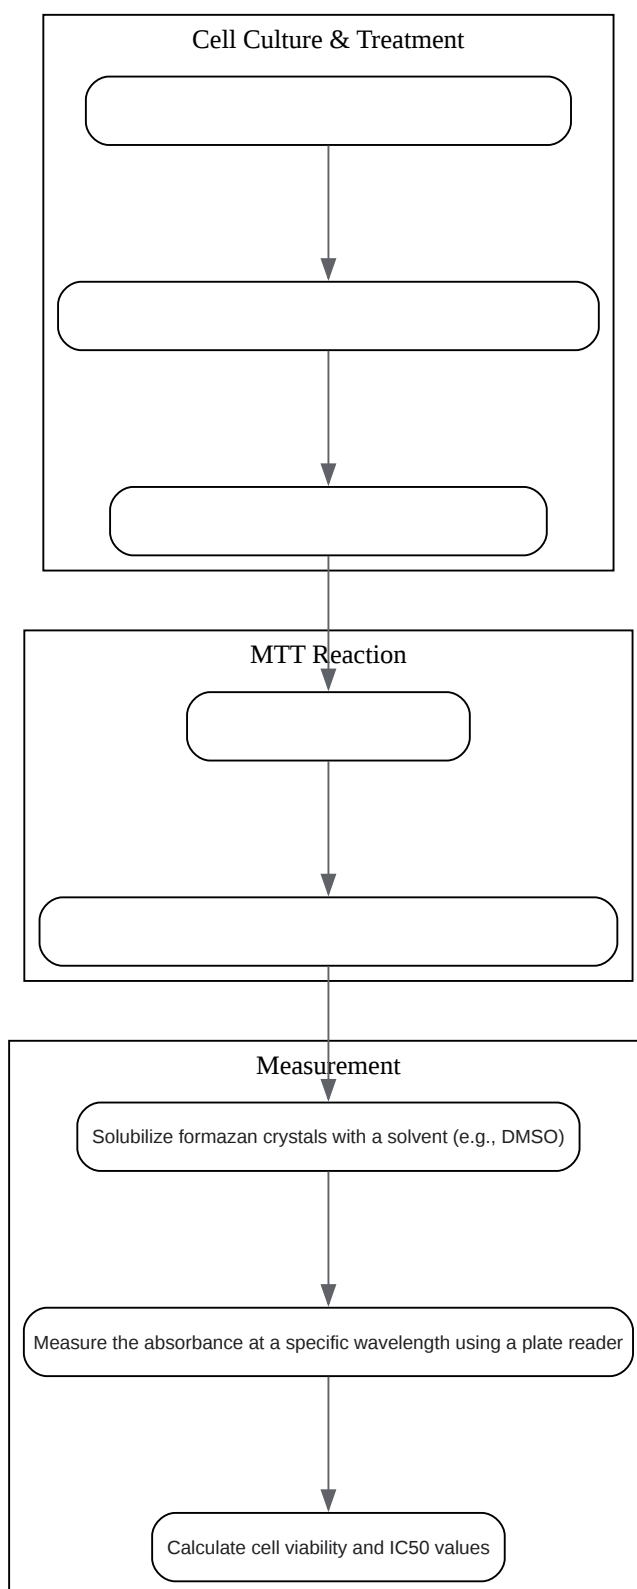 Cell Culture & Treatment
MTT Reaction
Measurement
Solubilize formazan crystals with a solvent (e.g., DMSO)
Measure the absorbance at a specific wavelength using a plate reader
Calculate cell viability and IC50 values